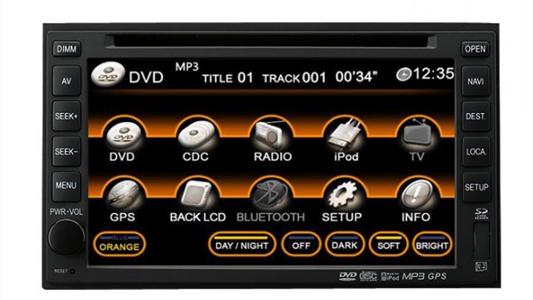 DIMM
OPEN
DVD MP3 TITLE 01 TRACK 001 00'34" 12:35
AV
NAVI
SEEK+
DEST.
DVD CDC RADIO iPod TV
SEEK-
LOCA.
MENU
SETUP
GPS BACK LCD BLUETOOTH SETUP INFO
PWR-VOL
BLUE
ORANGE DAY / NIGHT OFF DARK SOFT BRIGHT
RESET
DVD MP3 GPS